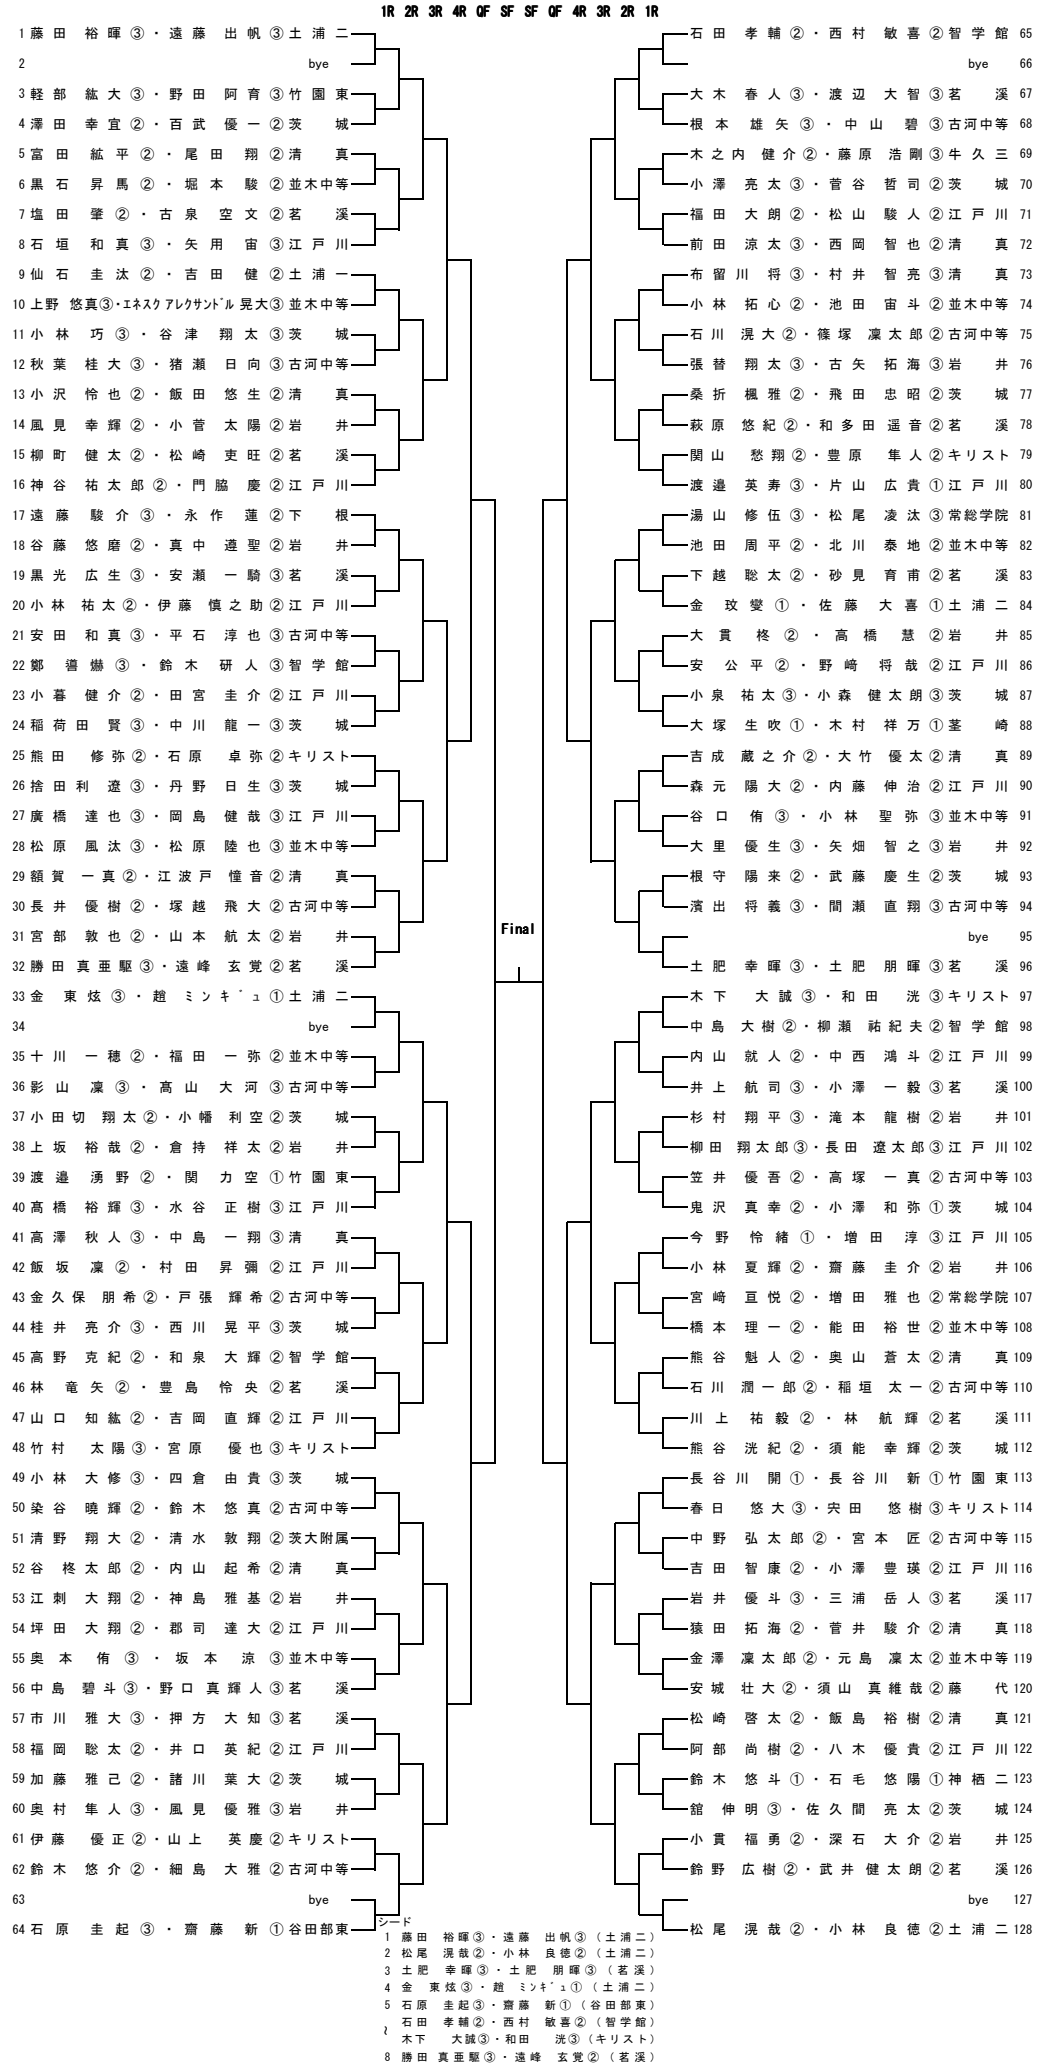 1R 2R 3R 4R QF SF SF QF 4R 3R 2R 1R
1 藤田 裕暉③・遠藤 出帆③ 土浦二
2 bye
3 軽部 紘大③・野田 阿育③ 竹園東
4 澤田 幸宜②・百武 優一② 茨城
5 富田 紘平②・尾田 翔② 清真
6 黒石 昇馬②・堀本 駿② 並木中等
7 塩田 肇②・古泉 空文② 茗溪
8 石垣 和真③・矢用 宙③ 江戸川
9 仙石 圭汰②・吉田 健② 土浦一
10 上野 悠真③・エネスク アレクサンドル 晃大③ 並木中等
11 小林 巧③・谷津 翔太③ 茨城
12 秋葉 桂大③・猪瀬 日向③ 古河中等
13 小沢 怜也②・飯田 悠生② 清真
14 風見 幸輝②・小菅 太陽② 岩井
15 柳町 健太②・松崎 吏旺② 茗溪
16 神谷 祐太郎②・門脇 慶② 江戸川
17 遠藤 駿介③・永作 蓮② 下根
18 谷藤 悠磨②・真中 遵聖② 岩井
19 黒光 広生③・安瀬 一騎③ 茗溪
20 小林 祐太②・伊藤 慎之助② 江戸川
21 安田 和真③・平石 淳也③ 古河中等
22 鄭 譱爀③・鈴木 研人③ 智学館
23 小暮 健介②・田宮 圭介② 江戸川
24 稲荷田 賢③・中川 龍一③ 茨城
25 熊田 修弥②・石原 卓弥② キリスト
26 捨田利 遼③・丹野 日生③ 茨城
27 廣橋 達也③・岡島 健哉③ 江戸川
28 松原 風汰③・松原 陸也③ 並木中等
29 額賀 一真②・江波戸 憧音② 清真
30 長井 優樹②・塚越 飛大② 古河中等
31 宮部 敦也②・山本 航太② 岩井
32 勝田 真亜駆③・遠峰 玄覚② 茗溪
33 金 東炫③・趙 ミンギュ① 土浦二
34 bye
35 十川 一穂②・福田 一弥② 並木中等
36 影山 凜③・髙山 大河③ 古河中等
37 小田切 翔太②・小幡 利空② 茨城
38 上坂 裕哉②・倉持 祥太② 岩井
39 渡邉 湧野②・関 力空① 竹園東
40 髙橋 裕輝③・水谷 正樹③ 江戸川
41 高澤 秋人③・中島 一翔③ 清真
42 飯坂 凜②・村田 昇彌② 江戸川
43 金久保 朋希②・戸張 輝希② 古河中等
44 桂井 亮介③・西川 晃平③ 茨城
45 高野 克紀②・和泉 大輝② 智学館
46 林 竜矢②・豊島 怜央② 茗溪
47 山口 知紘②・吉岡 直輝② 江戸川
48 竹村 太陽③・宮原 優也③ キリスト
49 小林 大修③・四倉 由貴③ 茨城
50 染谷 曉輝②・鈴木 悠真② 古河中等
51 清野 翔大②・清水 敦翔② 茨大附属
52 谷 柊太郎②・内山 起希② 清真
53 江刺 大翔②・神島 雅基② 岩井
54 坪田 大翔②・郡司 達大② 江戸川
55 奥本 侑③・坂本 涼③ 並木中等
56 中島 碧斗③・野口 真輝人③ 茗溪
57 市川 雅大③・押方 大知③ 茗溪
58 福岡 聡太②・井口 英紀② 江戸川
59 加藤 雅己②・諸川 葉大② 茨城
60 奥村 隼人③・風見 優雅③ 岩井
61 伊藤 優正②・山上 英慶② キリスト
62 鈴木 悠介②・細島 大雅② 古河中等
63 bye
64 石原 圭起③・齋藤 新① 谷田部東
Final
石田 孝輔②・西村 敏喜② 智学館 65
bye 66
大木 春人③・渡辺 大智③ 茗溪 67
根本 雄矢③・中山 碧③ 古河中等 68
木之内 健介②・藤原 浩剛③ 牛久三 69
小澤 亮太③・菅谷 哲司② 茨城 70
福田 大朗②・松山 駿人② 江戸川 71
前田 涼太③・西岡 智也② 清真 72
布留川 将③・村井 智亮③ 清真 73
小林 拓心②・池田 宙斗② 並木中等 74
石川 滉大②・篠塚 凜太郎② 古河中等 75
張替 翔太③・古矢 拓海③ 岩井 76
桑折 楓雅②・飛田 忠昭② 茨城 77
萩原 悠紀②・和多田 遥音② 茗溪 78
関山 愁翔②・豊原 隼人② キリスト 79
渡邉 英寿③・片山 広貴① 江戸川 80
湯山 修伍③・松尾 凌汰③ 常総学院 81
池田 周平②・北川 泰地② 並木中等 82
下越 聡太②・砂見 育甫② 茗溪 83
金 玟燮①・佐藤 大喜① 土浦二 84
大貫 柊②・高橋 慧② 岩井 85
安 公平②・野﨑 将哉② 江戸川 86
小泉 祐太③・小森 健太朗③ 茨城 87
大塚 生吹①・木村 祥万① 茎崎 88
吉成 蔵之介②・大竹 優太② 清真 89
森元 陽大②・内藤 伸治② 江戸川 90
谷口 侑③・小林 聖弥③ 並木中等 91
大里 優生③・矢畑 智之③ 岩井 92
根守 陽来②・武藤 慶生② 茨城 93
濱出 将義③・間瀬 直翔③ 古河中等 94
bye 95
土肥 幸暉③・土肥 朋暉③ 茗溪 96
木下 大誠③・和田 洸③ キリスト 97
中島 大樹②・柳瀬 祐紀夫② 智学館 98
内山 就人②・中西 鴻斗② 江戸川 99
井上 航司③・小澤 一毅③ 茗溪 100
杉村 翔平③・滝本 龍樹② 岩井 101
柳田 翔太郎③・長田 遼太郎③ 江戸川 102
笠井 優吾②・高塚 一真② 古河中等 103
鬼沢 真幸②・小澤 和弥① 茨城 104
今野 怜緒①・増田 淳③ 江戸川 105
小林 夏輝②・齋藤 圭介② 岩井 106
宮﨑 亘悦②・増田 雅也② 常総学院 107
橋本 理一②・能田 裕世② 並木中等 108
熊谷 魁人②・奥山 蒼太② 清真 109
石川 潤一郎②・稲垣 太一② 古河中等 110
川上 祐毅②・林 航輝② 茗溪 111
熊谷 洸紀②・須能 幸輝② 茨城 112
長谷川 開①・長谷川 新① 竹園東 113
春日 悠大③・宍田 悠樹③ キリスト 114
中野 弘太郎②・宮本 匠② 古河中等 115
吉田 智康②・小澤 豊瑛② 江戸川 116
岩井 優斗③・三浦 岳人③ 茗溪 117
猿田 拓海②・菅井 駿介② 清真 118
金澤 凜太郎②・元島 凜太② 並木中等 119
安城 壮大②・須山 真維哉② 藤代 120
松崎 啓太②・飯島 裕樹② 清真 121
阿部 尚樹②・八木 優貴② 江戸川 122
鈴木 悠斗①・石毛 悠陽① 神栖二 123
舘 伸明③・佐久間 亮太② 茨城 124
小貫 福勇②・深石 大介② 岩井 125
鈴野 広樹②・武井 健太朗② 茗溪 126
bye 127
松尾 滉哉②・小林 良徳② 土浦二 128
シード
1 藤田 裕暉③・遠藤 出帆③ (土浦二)
2 松尾 滉哉②・小林 良徳② (土浦二)
3 土肥 幸暉③・土肥 朋暉③ (茗溪)
4 金 東炫③・趙 ミンギュ① (土浦二)
5 石原 圭起③・齋藤 新① (谷田部東)
石田 孝輔②・西村 敏喜② (智学館)
~ 木下 大誠③・和田 洸③ (キリスト)
8 勝田 真亜駆③・遠峰 玄覚② (茗溪)